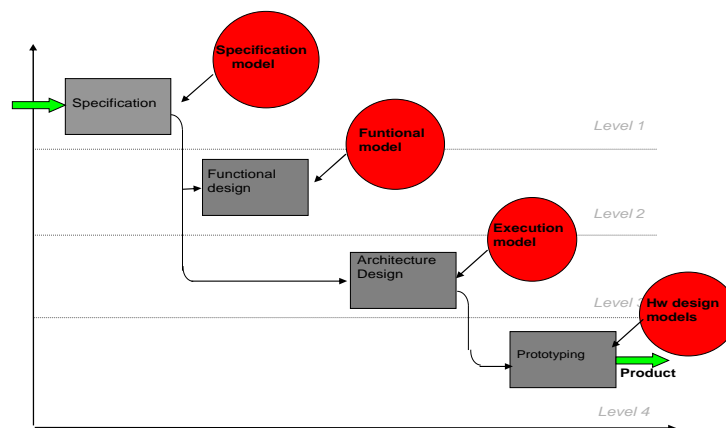 Specification
model
Specification
Level 1
Funtional
model
Functional
design
Level 2
Execution
model
Architecture
Design
Level 3
Hw design
models
Prototyping
Product
Level 4